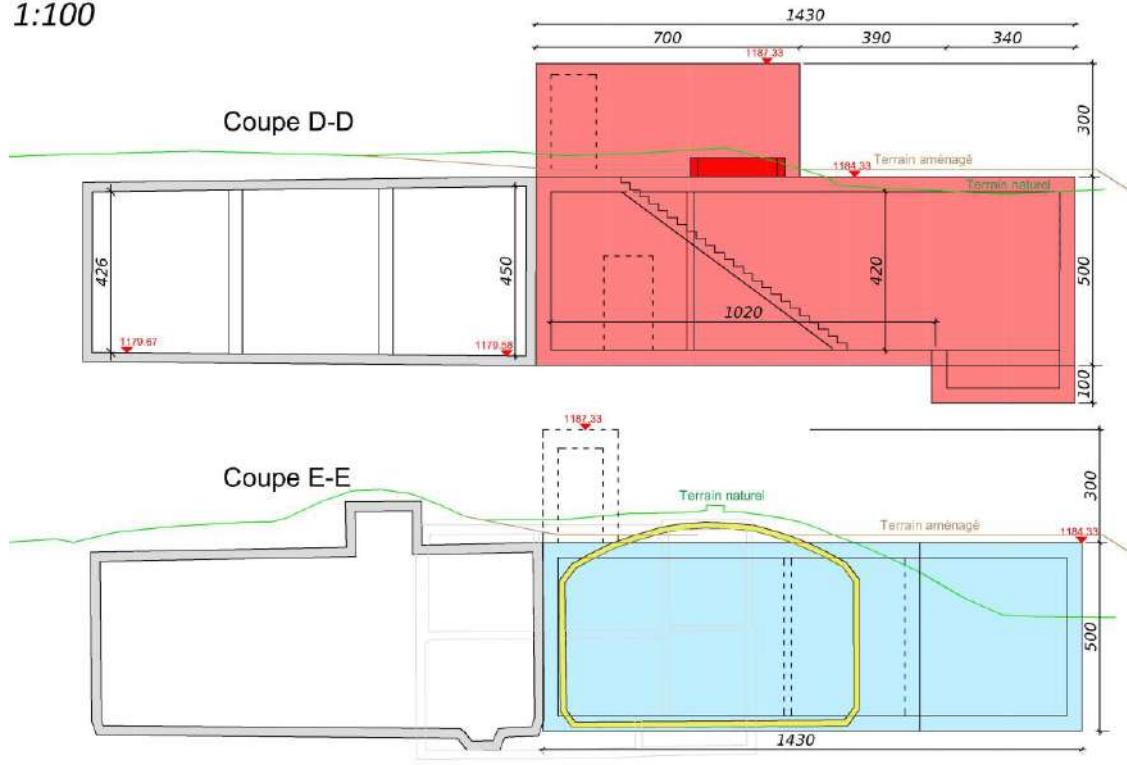 1:100
1430
700 390 340
1187.33
300
Coupe D-D
Terrain aménagé
1184.33
Terrain naturel
426
450
420
500
1020
1179.67
1179.58
100
1187.33
Coupe E-E
Terrain naturel
300
Terrain aménagé
1184.33
500
1430